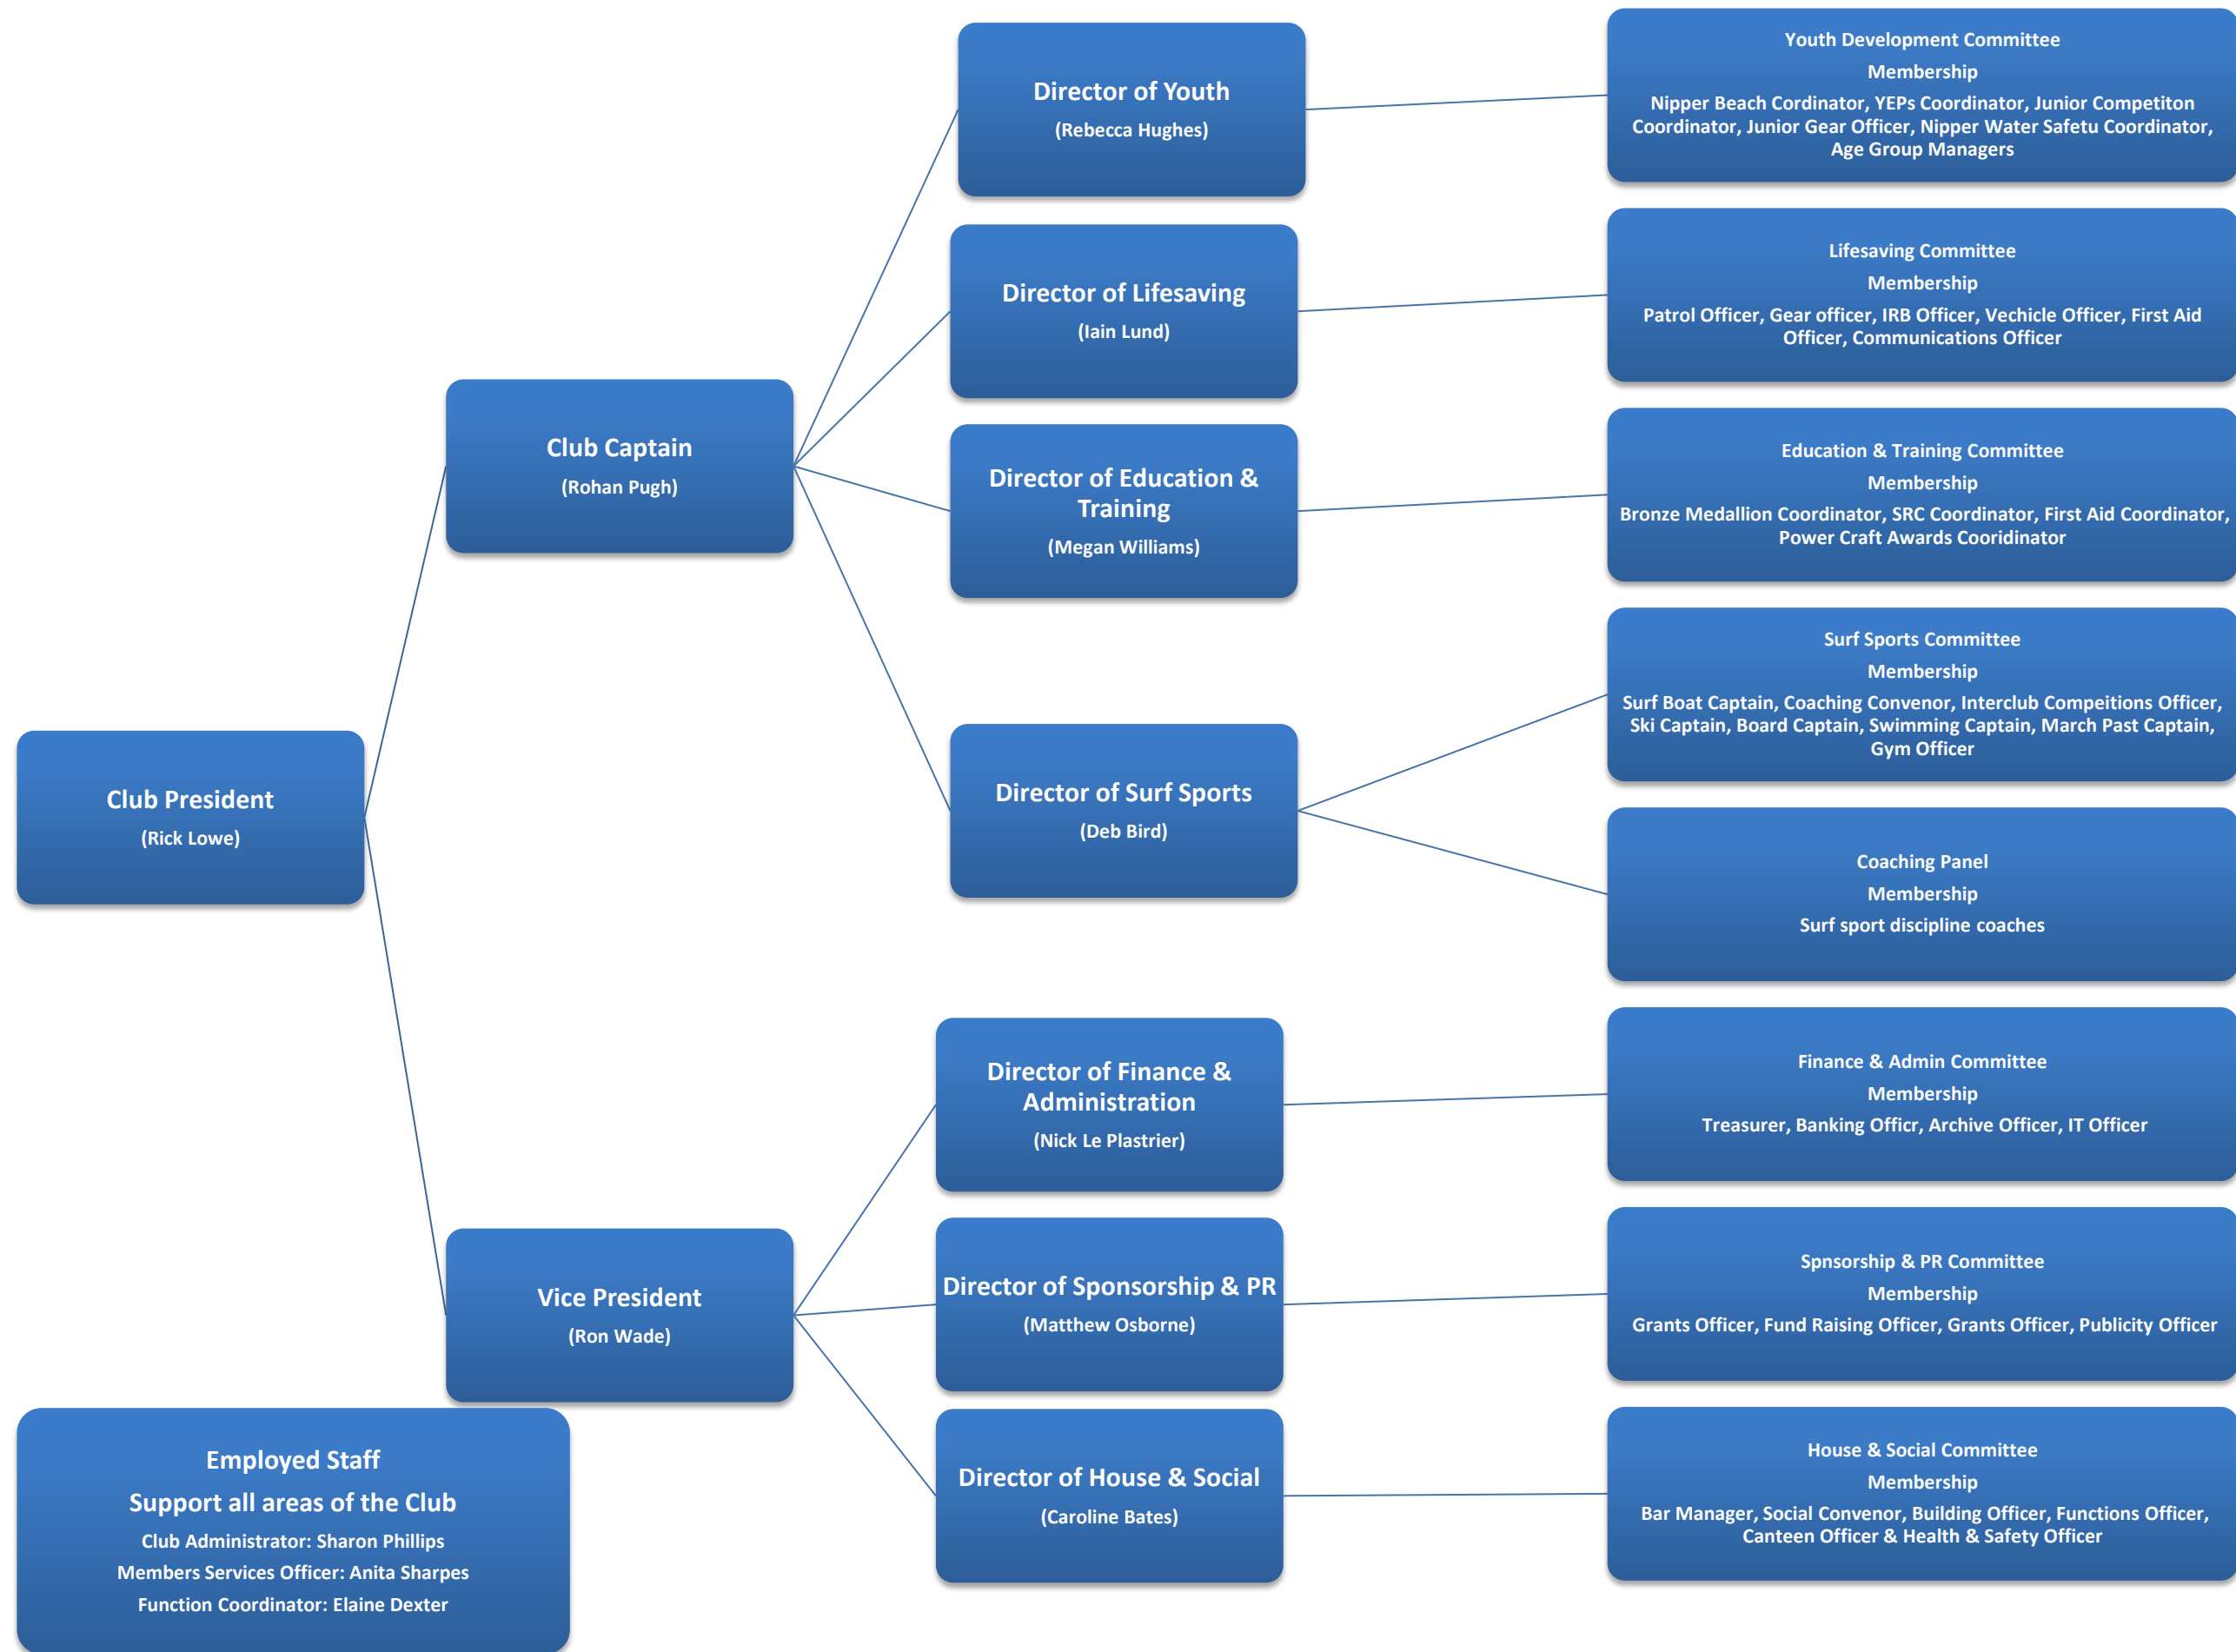 Club President
(Rick Lowe)
Club Captain
(Rohan Pugh)
Director of Youth
(Rebecca Hughes)
Youth Development Committee
Membership
Nipper Beach Cordinator, YEPs Coordinator, Junior Competiton
Coordinator, Junior Gear Officer, Nipper Water Safetu Coordinator,
Age Group Managers
Director of Lifesaving
(Iain Lund)
Lifesaving Committee
Membership
Patrol Officer, Gear officer, IRB Officer, Vechicle Officer, First Aid
Officer, Communications Officer
Director of Education &
Training
(Megan Williams)
Education & Training Committee
Membership
Bronze Medallion Coordinator, SRC Coordinator, First Aid Coordinator,
Power Craft Awards Cooridinator
Director of Surf Sports
(Deb Bird)
Surf Sports Committee
Membership
Surf Boat Captain, Coaching Convenor, Interclub Compeitions Officer,
Ski Captain, Board Captain, Swimming Captain, March Past Captain,
Gym Officer
Coaching Panel
Membership
Surf sport discipline coaches
Vice President
(Ron Wade)
Director of Finance &
Administration
(Nick Le Plastrier)
Finance & Admin Committee
Membership
Treasurer, Banking Officr, Archive Officer, IT Officer
Director of Sponsorship & PR
(Matthew Osborne)
Spnsorship & PR Committee
Membership
Grants Officer, Fund Raising Officer, Grants Officer, Publicity Officer
Director of House & Social
(Caroline Bates)
House & Social Committee
Membership
Bar Manager, Social Convenor, Building Officer, Functions Officer,
Canteen Officer & Health & Safety Officer
Employed Staff
Support all areas of the Club
Club Administrator: Sharon Phillips
Members Services Officer: Anita Sharpes
Function Coordinator: Elaine Dexter